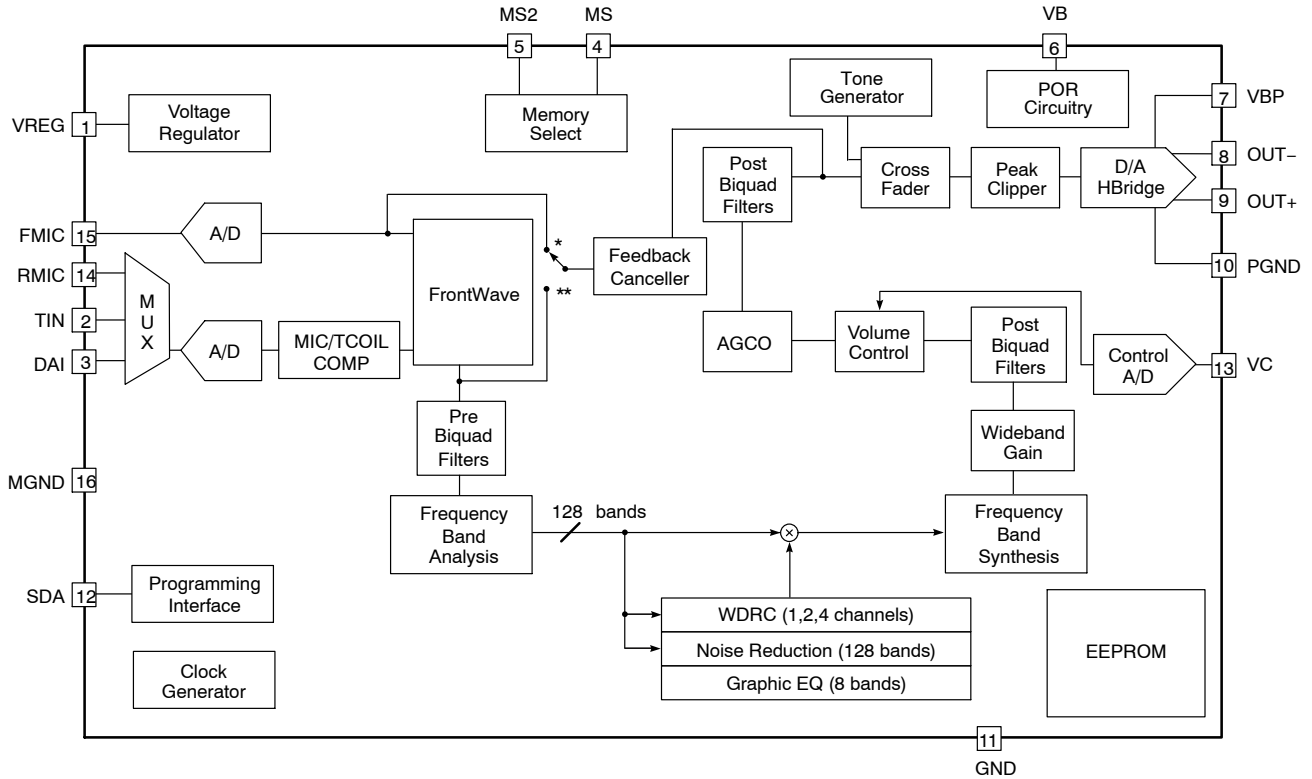 MS2
MS
VB
5
4
6
VREG
1
Voltage
Regulator
Memory
Select
Tone
Generator
POR
Circuitry
7
VBP
8
OUT−
9
OUT+
10
PGND
Post
Biquad
Filters
Cross
Fader
Peak
Clipper
D/A
HBridge
FMIC
15
A/D
RMIC
14
TIN
2
DAI
3
MUX
A/D
MIC/TCOIL
COMP
FrontWave
*
**
Feedback
Canceller
AGCO
Volume
Control
Post
Biquad
Filters
Control
A/D
13
VC
Pre
Biquad
Filters
Wideband
Gain
MGND
16
Frequency
Band
Analysis
128 bands
×
Frequency
Band
Synthesis
SDA
12
Programming
Interface
Clock
Generator
WDRC (1,2,4 channels)
Noise Reduction (128 bands)
Graphic EQ (8 bands)
EEPROM
11
GND